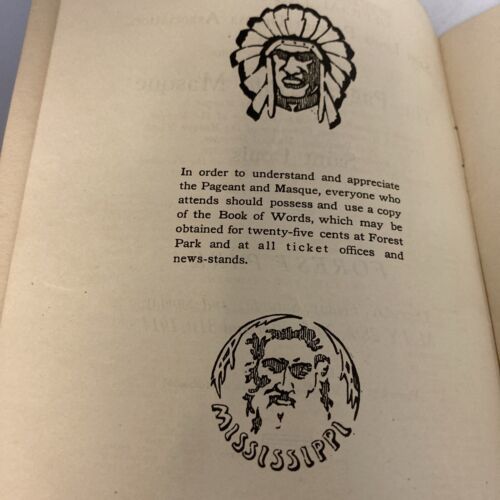 In order to understand and appreciate
the Pageant and Masque, everyone who
attends should possess and use a copy
of the Book of Words, which may be
obtained for twenty-five cents at Forest
Park and at all ticket offices and
news-stands.
MISSISSIPPI